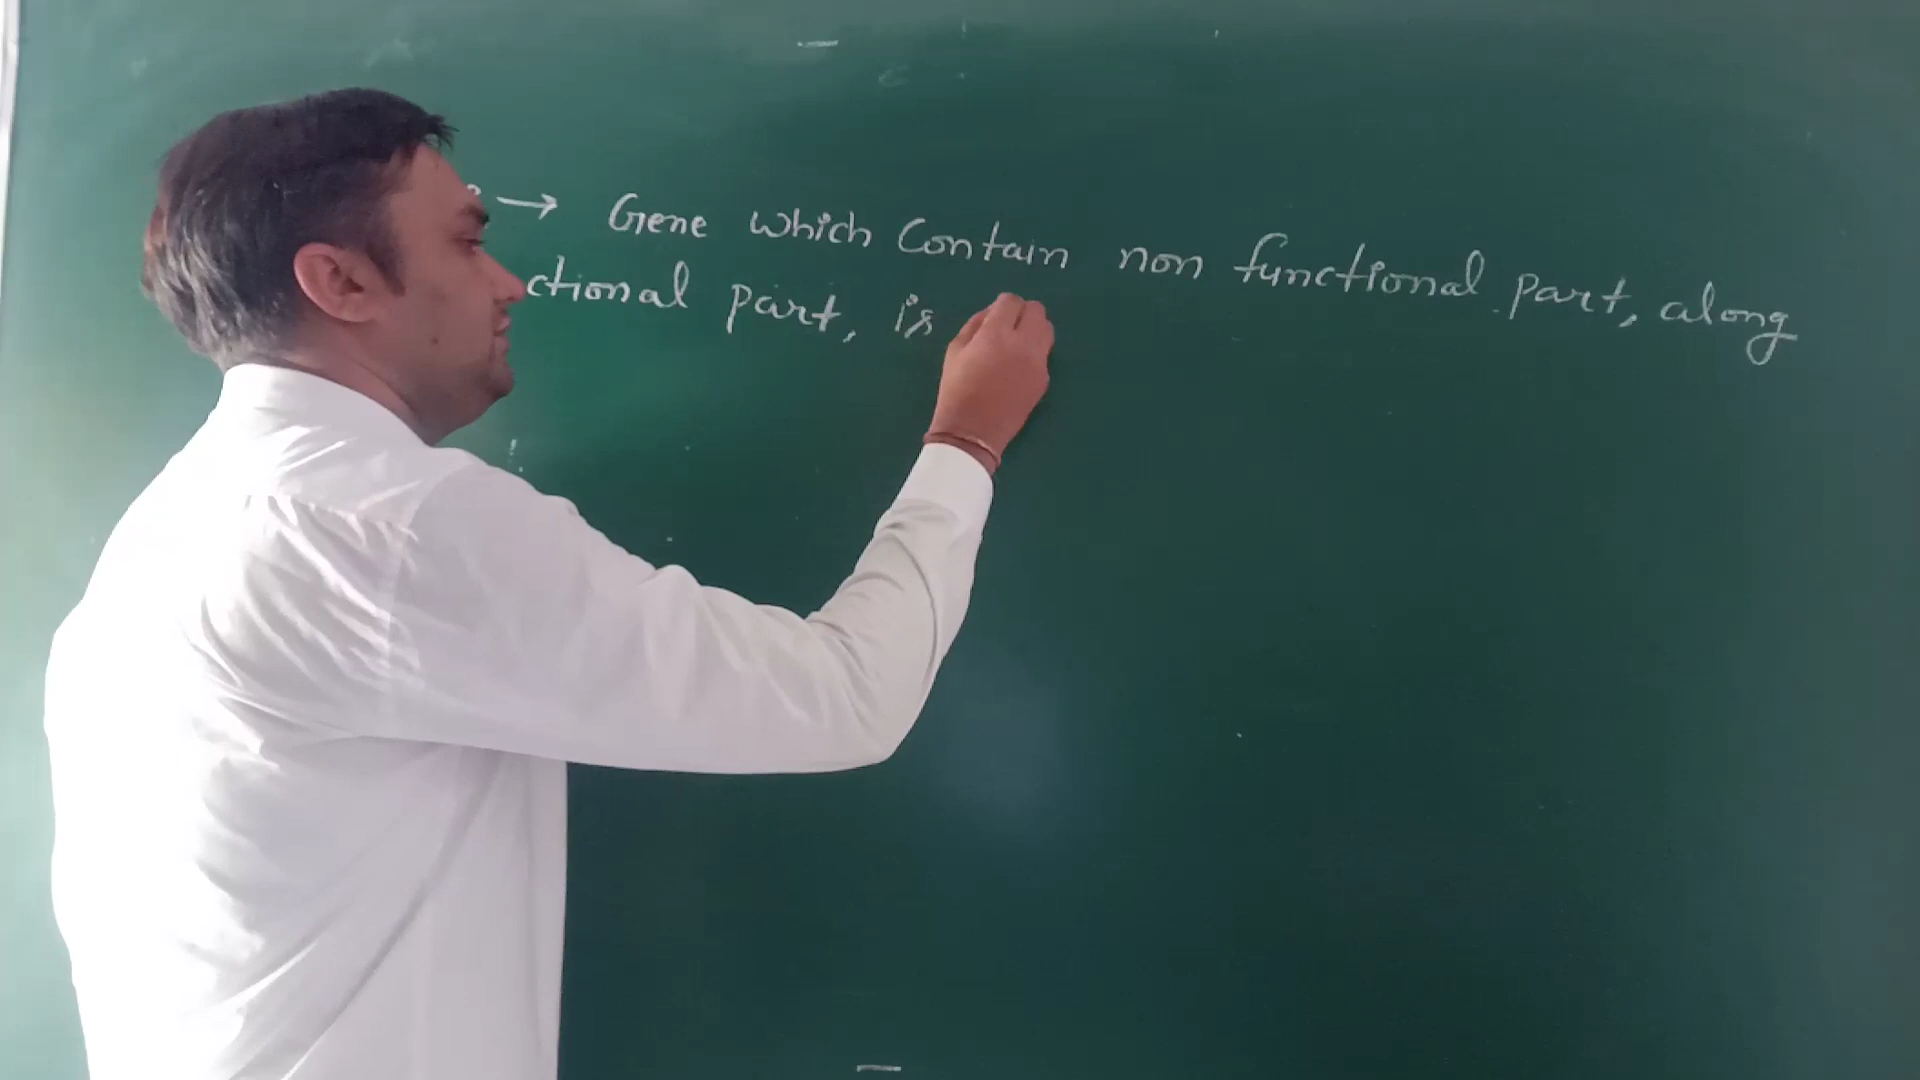 → Gene which Contain non functional part, along
ctional part, is